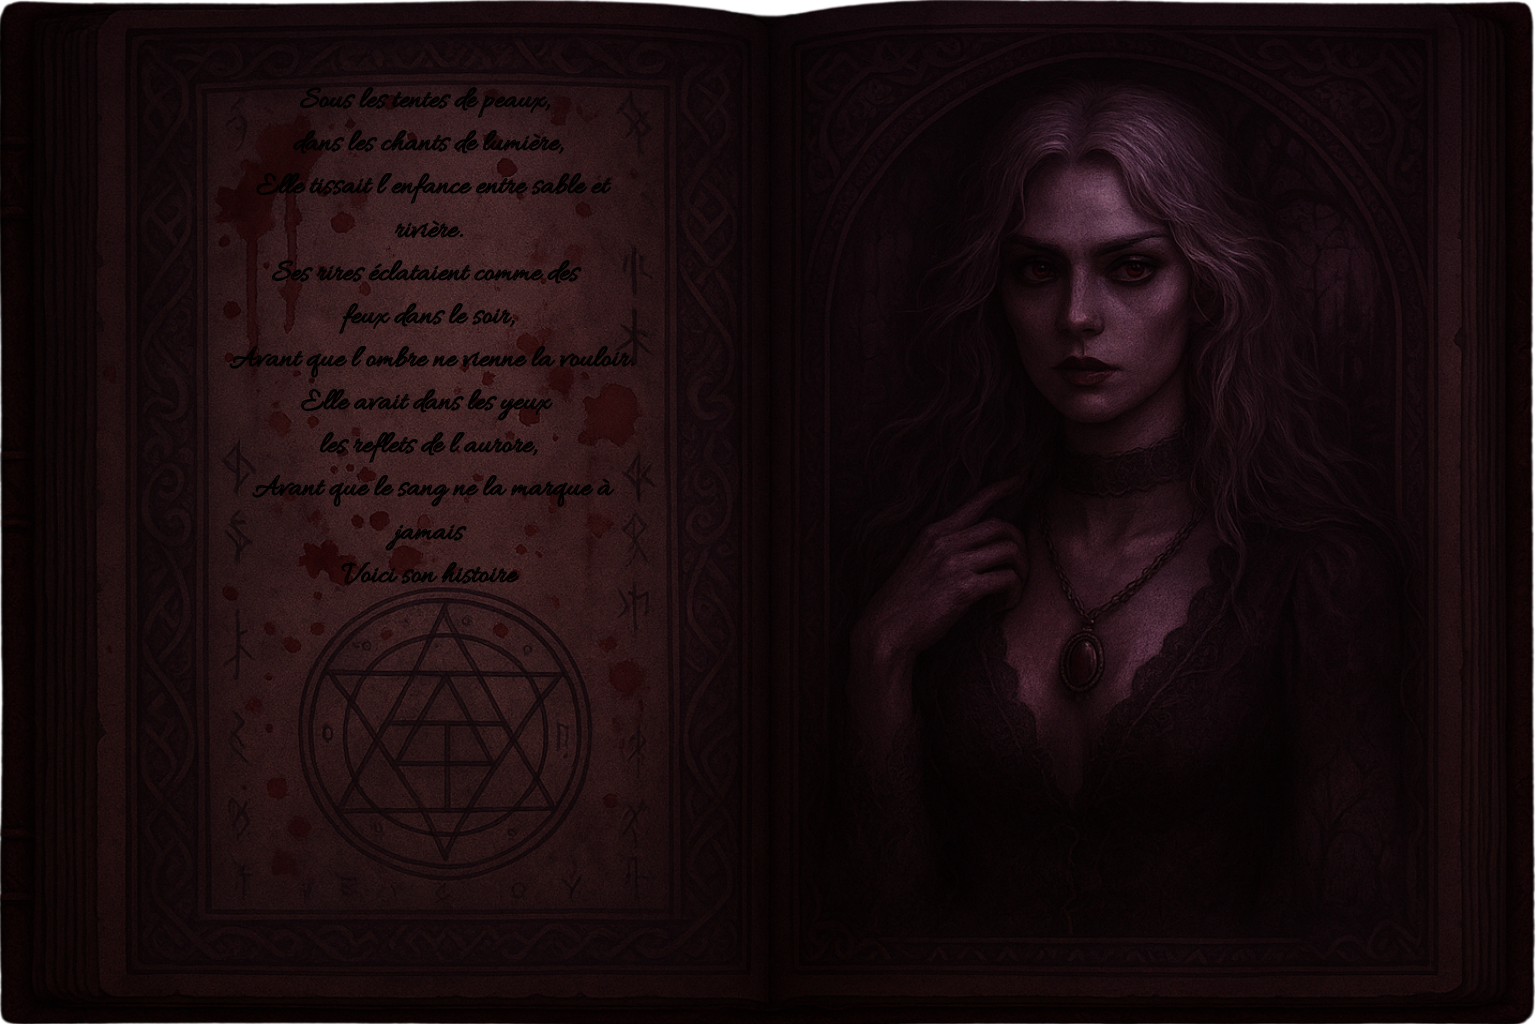 Sous les tentes de peaux,
dans les chants de lumière,
Elle tissait l enfance entre sable et
rivière.
Ses rires éclataient comme des
feux dans le soir,
Avant que l ombre ne vienne la vouloir.
Elle avait dans les yeux
les reflets de l aurore,
Avant que le sang ne la marque à
jamais
Voici son histoire